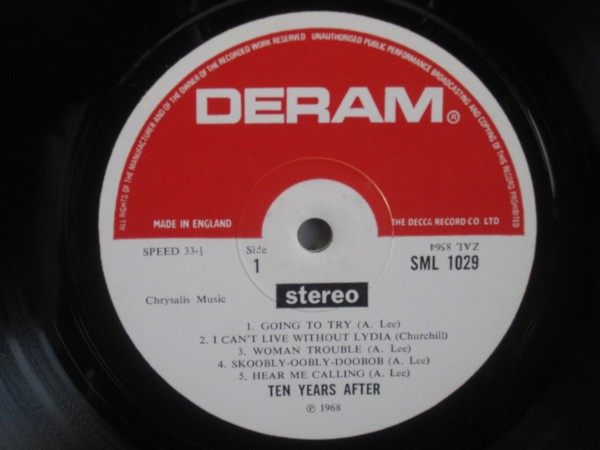 ALL RIGHTS OF THE MANUFACTURER AND OF THE OWNER OF THE RECORDED WORK RESERVED UNAUTHORISED PUBLIC PERFORMANCE BROADCASTING AND COPYING OF THIS RECORD PROHIBITED
DERAM®
MADE IN ENGLAND
THE DECCA RECORD CO. LTD
SPEED 33-⅓
Side
1
ZAL 8564
SML 1029
Chrysalis Music
stereo
1. GOING TO TRY (A. Lee)
2. I CAN'T LIVE WITHOUT LYDIA (Churchill)
3. WOMAN TROUBLE (A. Lee)
4. SKOOBLY-OOBLY-DOOBOB (A. Lee)
5. HEAR ME CALLING (A. Lee)
TEN YEARS AFTER
℗ 1968